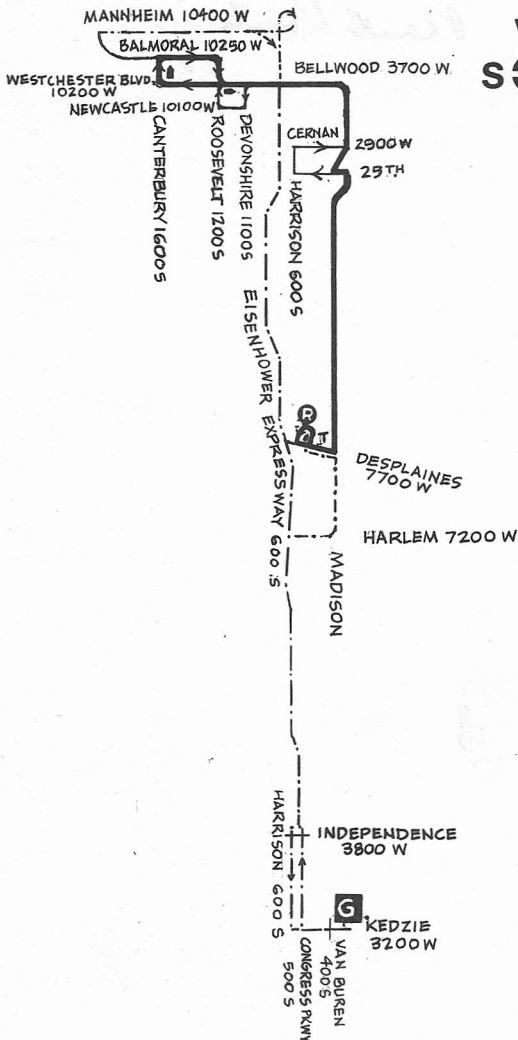 MANNHEIM 10400 W
BALMORAL 10250 W
WESTCHESTER BLVD.
10200 W
NEWCASTLE 10100W
BELLWOOD 3700 W.
CERNAN
2900W
25TH
CANTERBURY 1600S
ROOSEVELT 1200S
DEVONSHIRE 1100S
HARRISON 600S
EISENHOWER EXPRESSWAY 600 S
R
T
DESPLAINES
7700 W
HARLEM 7200 W
MADISON
HARRISON 600 S
INDEPENDENCE
3800 W
G
KEDZIE
3200W
CONGRESS PKWY
500 S
VAN BUREN
400S